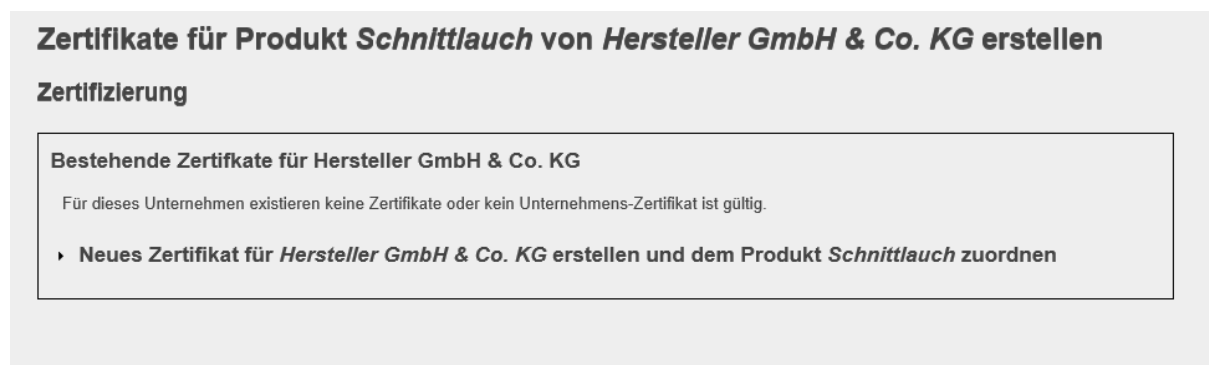 Zertifikate für Produkt Schnittlauch von Hersteller GmbH & Co. KG erstellen
Zertifizierung
Bestehende Zertifkate für Hersteller GmbH & Co. KG
Für dieses Unternehmen existieren keine Zertifikate oder kein Unternehmens-Zertifikat ist gültig.
Neues Zertifikat für Hersteller GmbH & Co. KG erstellen und dem Produkt Schnittlauch zuordnen